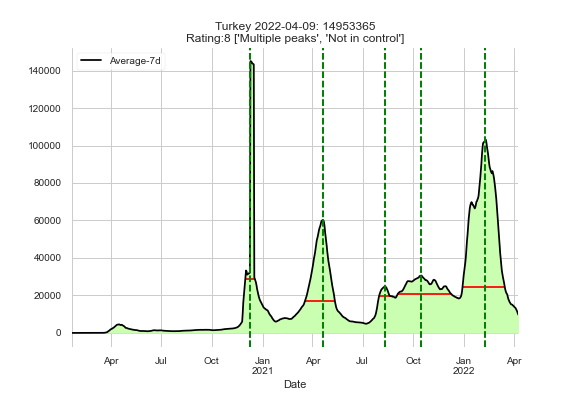 Turkey 2022-04-09: 14953365
Rating:8 ['Multiple peaks', 'Not in control']
Average-7d
140000
120000
100000
80000
60000
40000
20000
0
Apr Jul Oct Jan Apr Jul Oct Jan Apr
2021 2022
Date